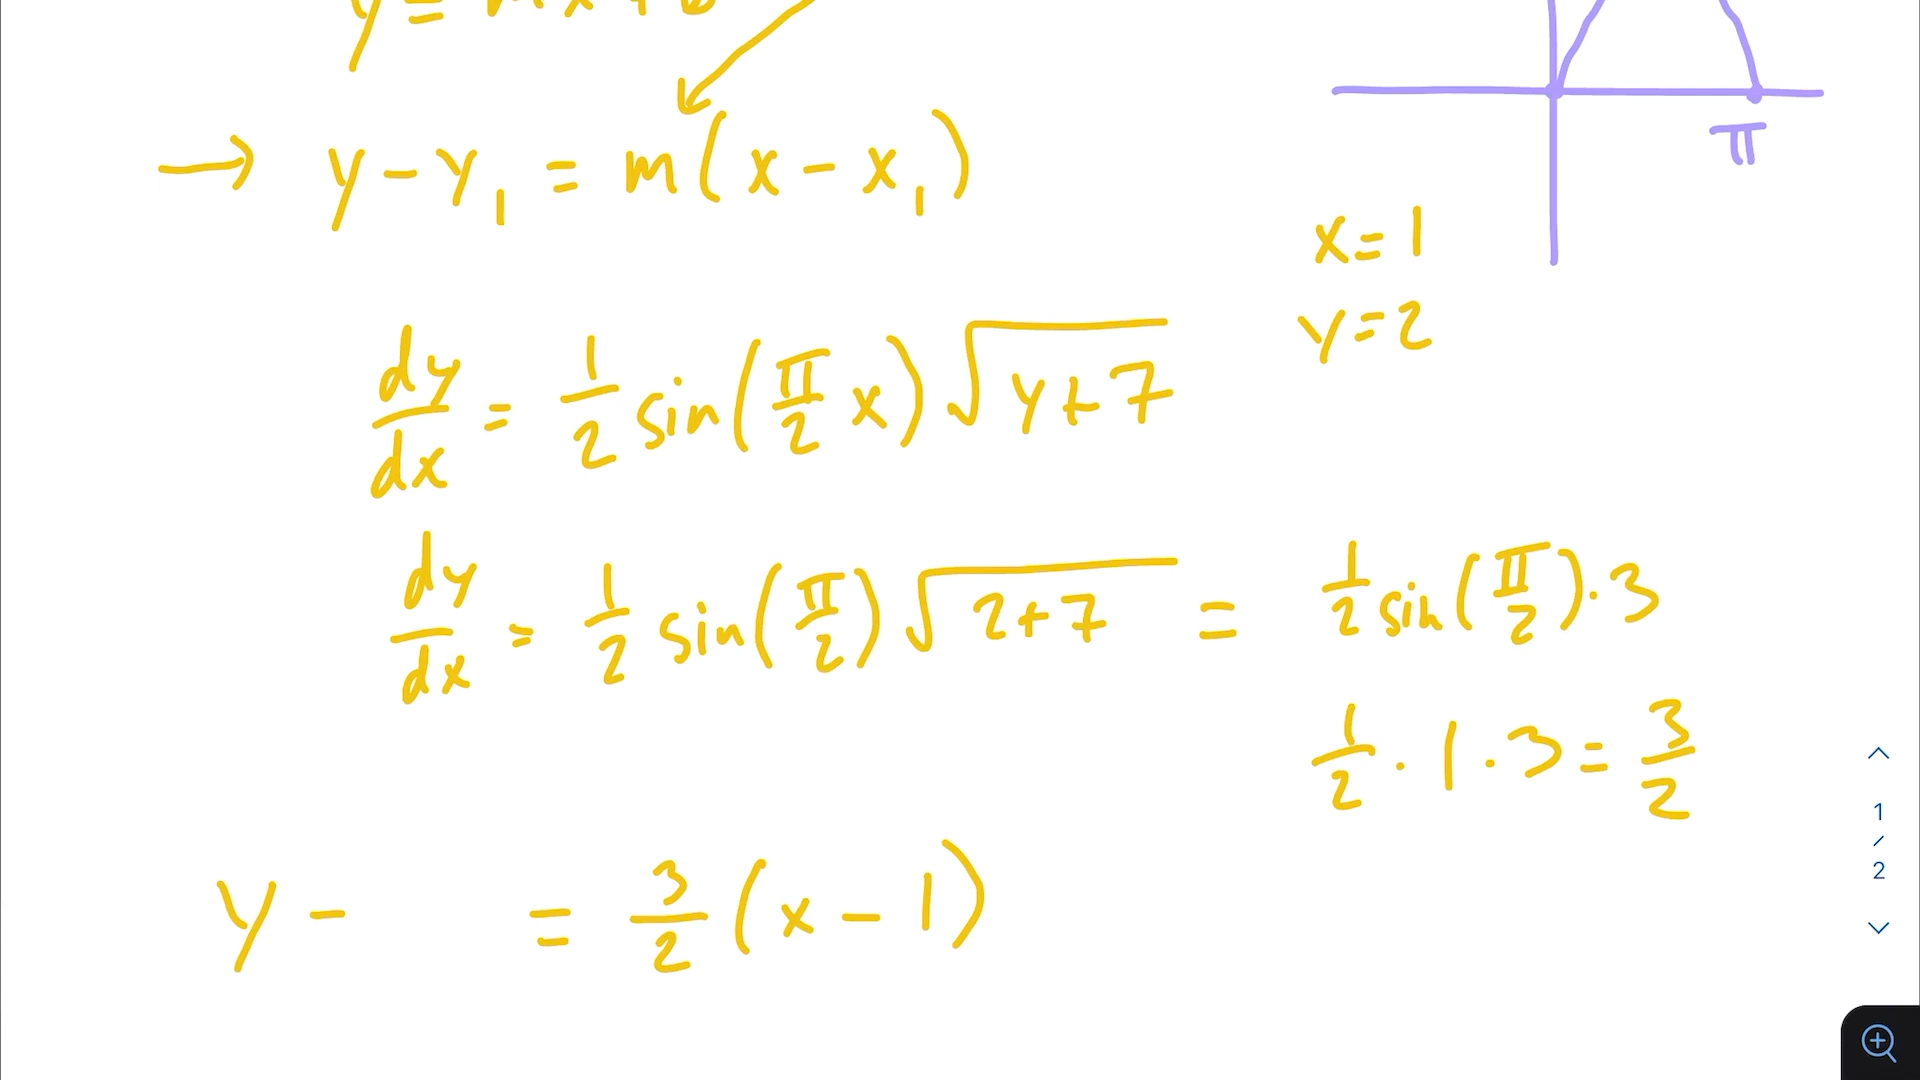 y = mx + b
→ y - y₁ = m(x - x₁)
π
x = 1
y = 2
dy/dx = 1/2 sin(π/2 x) √(y+7)
dy/dx = 1/2 sin(π/2) √(2+7) = 1/2 sin(π/2) · 3
1/2 · 1 · 3 = 3/2
y - = 3/2 (x - 1)
1
/
2